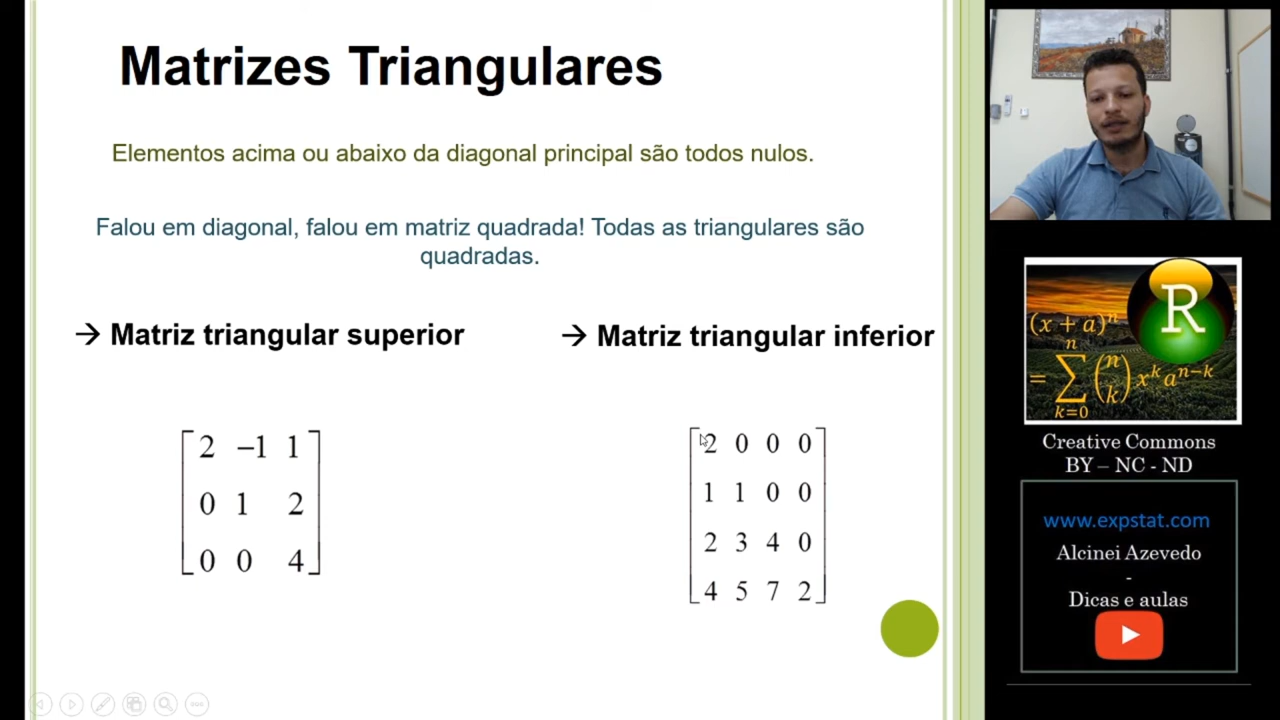 Matrizes Triangulares
Elementos acima ou abaixo da diagonal principal são todos nulos.
Falou em diagonal, falou em matriz quadrada! Todas as triangulares são
quadradas.
→ Matriz triangular superior
2 −1 1
0 1 2
0 0 4
→ Matriz triangular inferior
2 0 0 0
1 1 0 0
2 3 4 0
4 5 7 2
R
(x + a)^n
= ∑_{k=0}^{n} (n k) x^k a^{n−k}
Creative Commons
BY – NC - ND
www.expstat.com
Alcinei Azevedo
-
Dicas e aulas